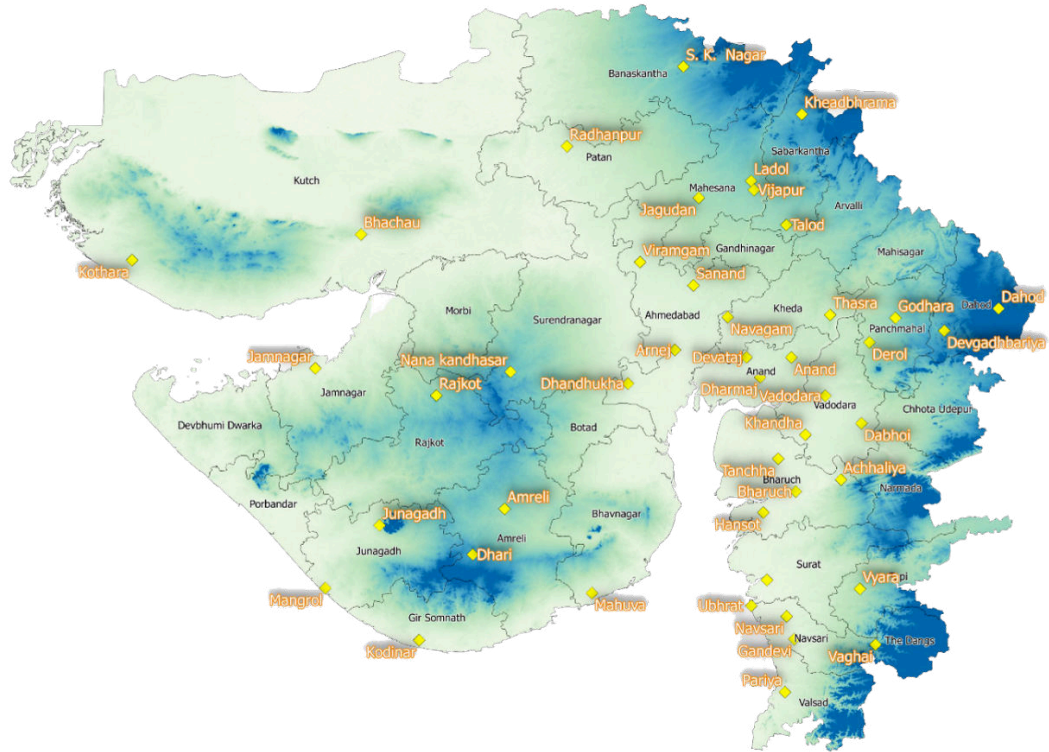 S. K. Nagar
Banaskantha
Kheadbhrama
Radhanpur
Patan
Sabarkantha
Ladol
Kutch
Mahesana
Vijapur
Jagudan
Arvalli
Bhachau
Talod
Gandhinagar
Viramgam
Mahisagar
Kothara
Sanand
Dahod
Dahod
Thasra
Godhara
Morbi
Kheda
Surendranagar
Ahmedabad
Navagam
Panchmahal
Devgadhbariya
Arnej
Derol
Jamnagar
Nana kandhasar
Devataj
Anand
Anand
Rajkot
Dhandhukha
Dharmaj
Vadodara
Jamnagar
Vadodara
Chhota Udepur
Devbhumi Dwarka
Botad
Khandha
Dabhoi
Rajkot
Tanchha
Achhaliya
Bharuch
Narmada
Bharuch
Porbandar
Amreli
Junagadh
Bhavnagar
Hansot
Amreli
Junagadh
Dhari
Surat
Vyara
pi
Mangrol
Mahuva
Ubhrat
Gir Somnath
Navsari
Navsari
The Dangs
Kodinar
Gandevi
Vaghai
Pariya
Valsad